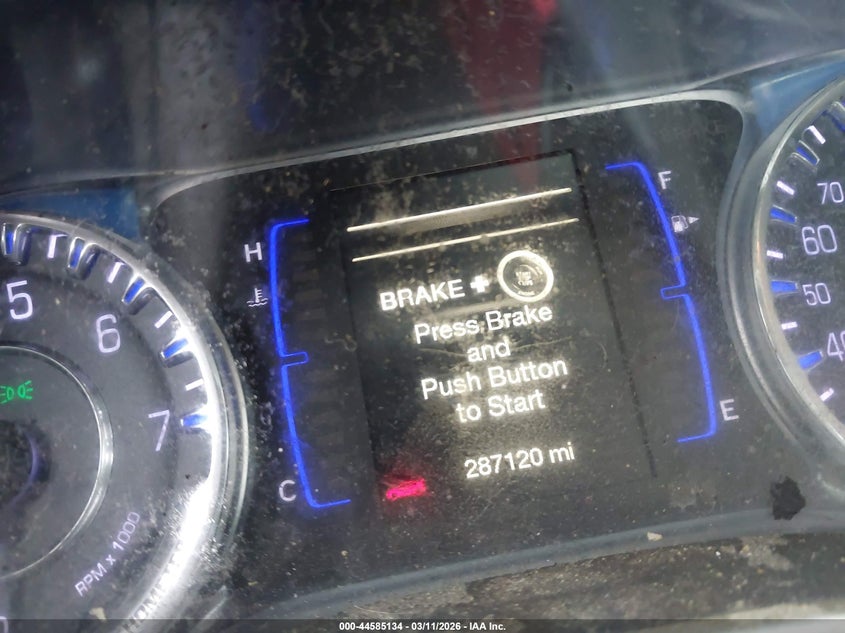 H
F
5
6
7
C
E
RPM x 1000
BRAKE +
Press Brake
and
Push Button
to Start
287120 mi
70
60
50
40
000-44585134 - 03/11/2026 - IAA Inc.